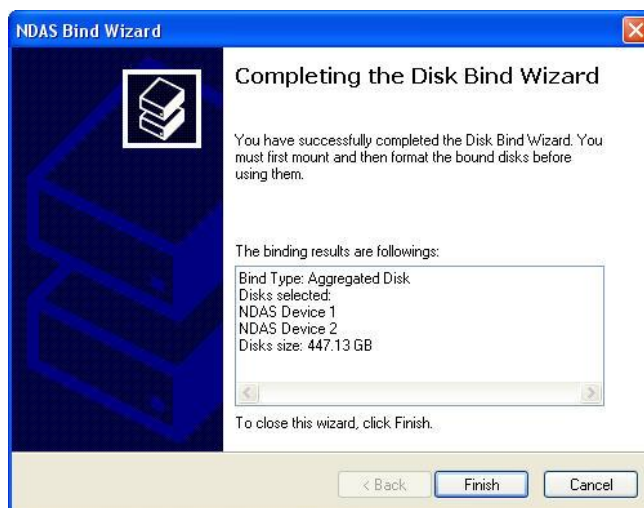 NDAS Bind Wizard
Completing the Disk Bind Wizard
You have successfully completed the Disk Bind Wizard. You
must first mount and then format the bound disks before
using them.
The binding results are followings:
Bind Type: Aggregated Disk
Disks selected:
NDAS Device 1
NDAS Device 2
Disks size: 447.13 GB
To close this wizard, click Finish.
< Back
Finish
Cancel